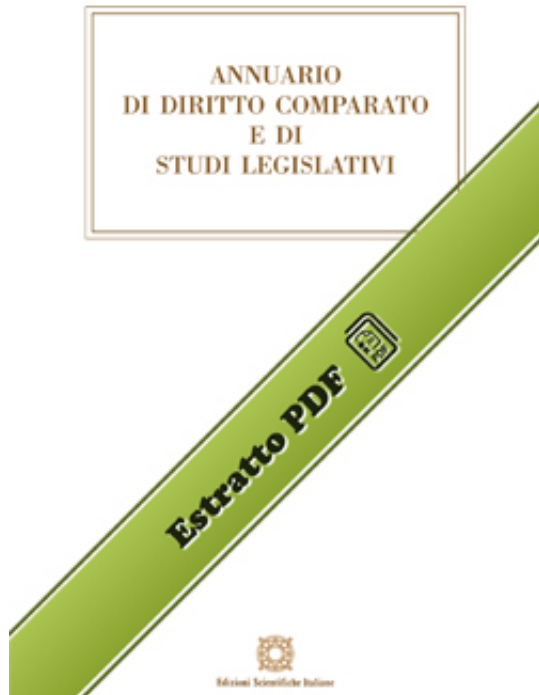 ANNUARIO
DI DIRITTO COMPARATO
E DI
STUDI LEGISLATIVI
Estratto PDF
Edizioni Scientifiche Italiane